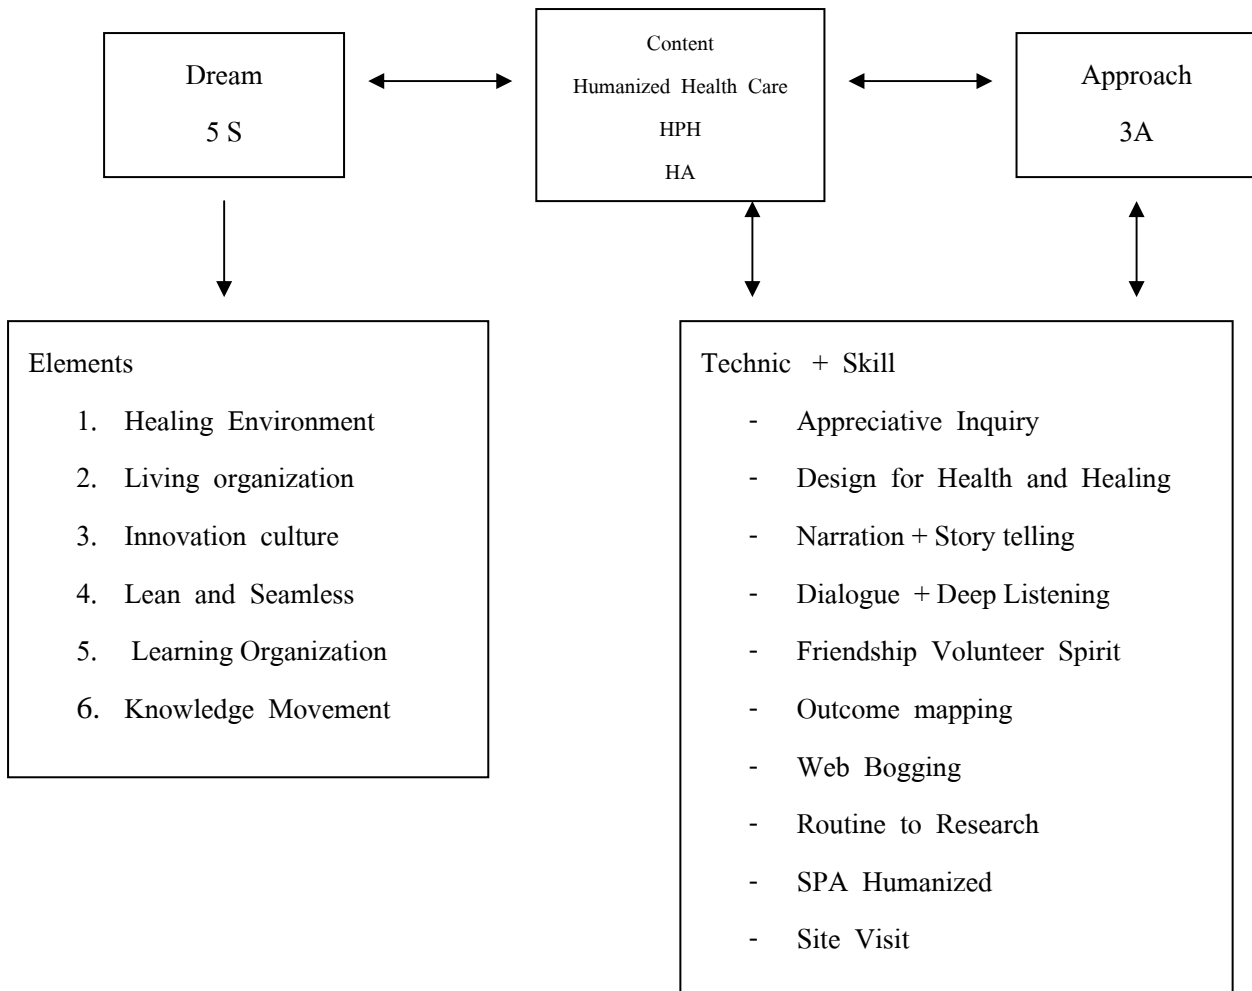 Dream
5 S
Content
Humanized Health Care
HPH
HA
Approach
3A
Elements
1. Healing Environment
2. Living organization
3. Innovation culture
4. Lean and Seamless
5. Learning Organization
6. Knowledge Movement
Technic + Skill
- Appreciative Inquiry
- Design for Health and Healing
- Narration + Story telling
- Dialogue + Deep Listening
- Friendship Volunteer Spirit
- Outcome mapping
- Web Bogging
- Routine to Research
- SPA Humanized
- Site Visit